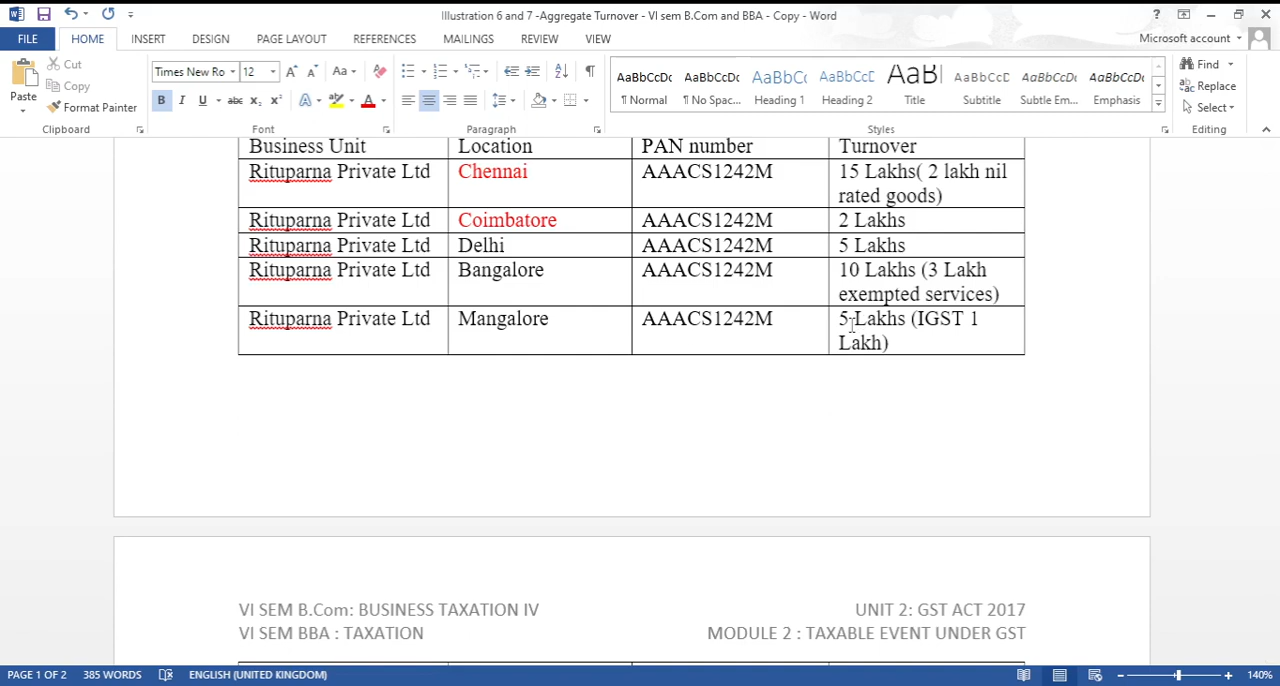 Illustration 6 and 7 -Aggregate Turnover - VI sem B.Com and BBA - Copy - Word
?
FILE HOME INSERT DESIGN PAGE LAYOUT REFERENCES MAILINGS REVIEW VIEW Microsoft account
Paste
Cut
Copy
Format Painter
Clipboard
Times New Ro 12
Font
Paragraph
AaBbCcDc AaBbCcDc AaBbCc AaBbCcE AaB AaBbCcC AaBbCcDc AaBbCcDc
¶ Normal ¶ No Spac... Heading 1 Heading 2 Title Subtitle Subtle Em... Emphasis
Styles
Find
Replace
Select
Editing
Business Unit Location PAN number Turnover
Rituparna Private Ltd Chennai AAACS1242M 15 Lakhs( 2 lakh nil
rated goods)
Rituparna Private Ltd Coimbatore AAACS1242M 2 Lakhs
Rituparna Private Ltd Delhi AAACS1242M 5 Lakhs
Rituparna Private Ltd Bangalore AAACS1242M 10 Lakhs (3 Lakh
exempted services)
Rituparna Private Ltd Mangalore AAACS1242M 5 Lakhs (IGST 1
Lakh)
VI SEM B.Com: BUSINESS TAXATION IV UNIT 2: GST ACT 2017
VI SEM BBA : TAXATION MODULE 2 : TAXABLE EVENT UNDER GST
PAGE 1 OF 2 385 WORDS ENGLISH (UNITED KINGDOM) 140%